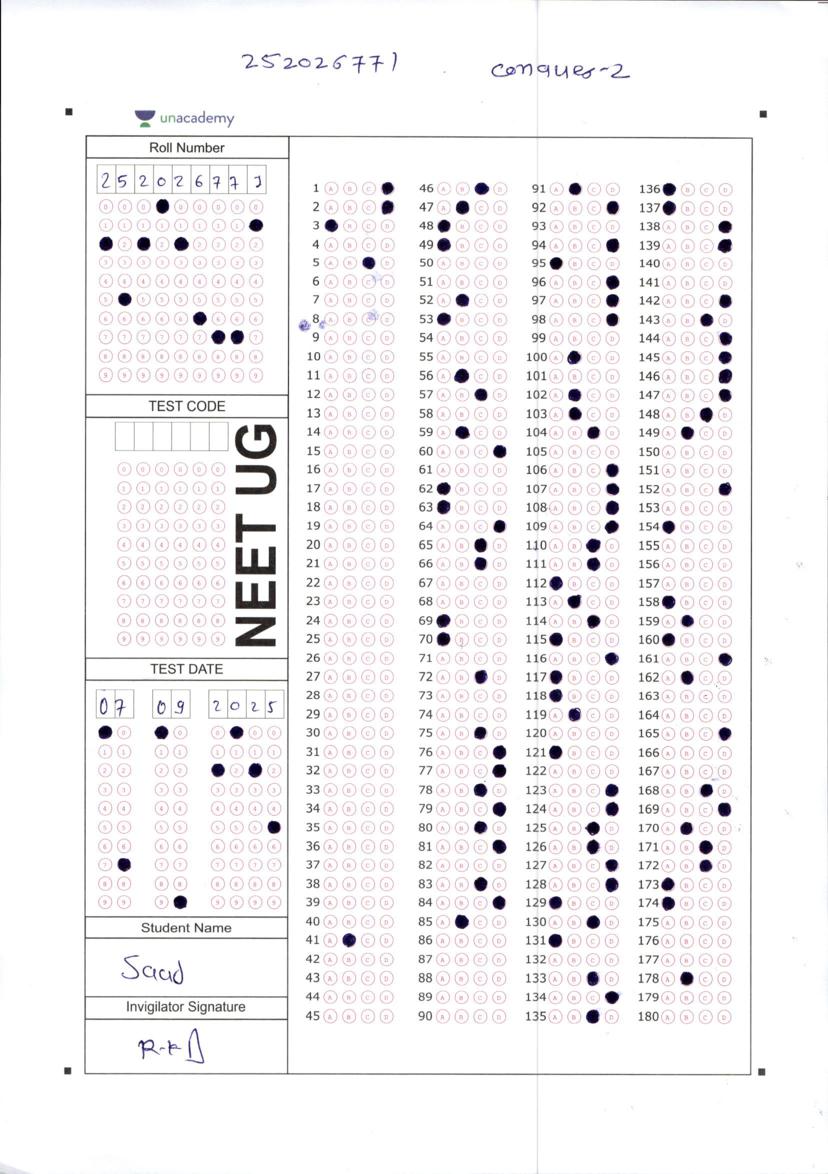 252026771 conques-2
unacademy
Roll Number
2 5 2 0 2 6 7 7 1
TEST CODE
NEET UG
TEST DATE
07 09 2025
Student Name
Saad
Invigilator Signature
1 A B C
2 A B C
3 B C D
4 A B C D
5 A B D
6 A B C D
7 A B C D
8 A B C D
9 A B C D
10 A B C D
11 A B C D
12 A B C D
13 A B C D
14 A B C D
15 A B C D
16 A B C D
17 A B C D
18 A B C D
19 A B C D
20 A B C D
21 A B C D
22 A B C D
23 A B C D
24 A B C D
25 A B C D
26 A B C D
27 A B C D
28 A B C D
29 A B C D
30 A B C D
31 A B C D
32 A B C D
33 A B C D
34 A B C D
35 A B C D
36 A B C D
37 A B C D
38 A B C D
39 A B C D
40 A B C D
41 A C D
42 A B C D
43 A B C D
44 A B C D
45 A B C D
46 A B D
47 A C D
48 B C D
49 B C D
50 A B C D
51 A B C D
52 A C D
53 B C D
54 A B C D
55 A B C D
56 A C D
57 A B D
58 A B C D
59 A C D
60 A B C
61 A B C D
62 B C D
63 B C D
64 A B C
65 A B D
66 A B D
67 A B C D
68 A B C D
69 B C D
70 B C D
71 A B C D
72 A B D
73 A B C D
74 A B C D
75 A B D
76 A B C
77 A B C
78 A B D
79 A B C
80 A B D
81 A B C
82 A B C D
83 A B D
84 A B C
85 A C D
86 A B C D
87 A B C D
88 A B C D
89 A B C D
90 A B C D
91 A C D
92 A B C
93 A B C D
94 A B C
95 B C D
96 A B C
97 A B C
98 A B C
99 A B C D
100 A C D
101 A B C D
102 A C D
103 A C D
104 A B D
105 A B C D
106 A B C
107 A B C
108 A B C
109 A B C
110 A B D
111 A B D
112 B C D
113 A C D
114 A B D
115 B C D
116 A B C
117 B C D
118 B C D
119 A C D
120 A B C D
121 B C D
122 A B C D
123 A B C
124 A B C
125 A B D
126 A B D
127 A B C
128 A B C
129 B C D
130 A B D
131 B C D
132 A B C D
133 A B D
134 A B C
135 A B D
136 B C D
137 B C D
138 A B C
139 A B C
140 A B C D
141 A B C D
142 A B C
143 A B D
144 A B C
145 A B C
146 A B C
147 A B C
148 A B D
149 A C D
150 A B C D
151 A B C D
152 A B C
153 A B C D
154 B C D
155 A B C D
156 A B C D
157 A B C D
158 B C D
159 A C D
160 B C D
161 A B C
162 A C D
163 A B C D
164 A B C D
165 A B C
166 A B C D
167 A B C D
168 A B D
169 A B C
170 A C D
171 A B D
172 A B D
173 B C D
174 B C D
175 A B C D
176 A B C D
177 A B C D
178 A C D
179 A B C D
180 A B C D